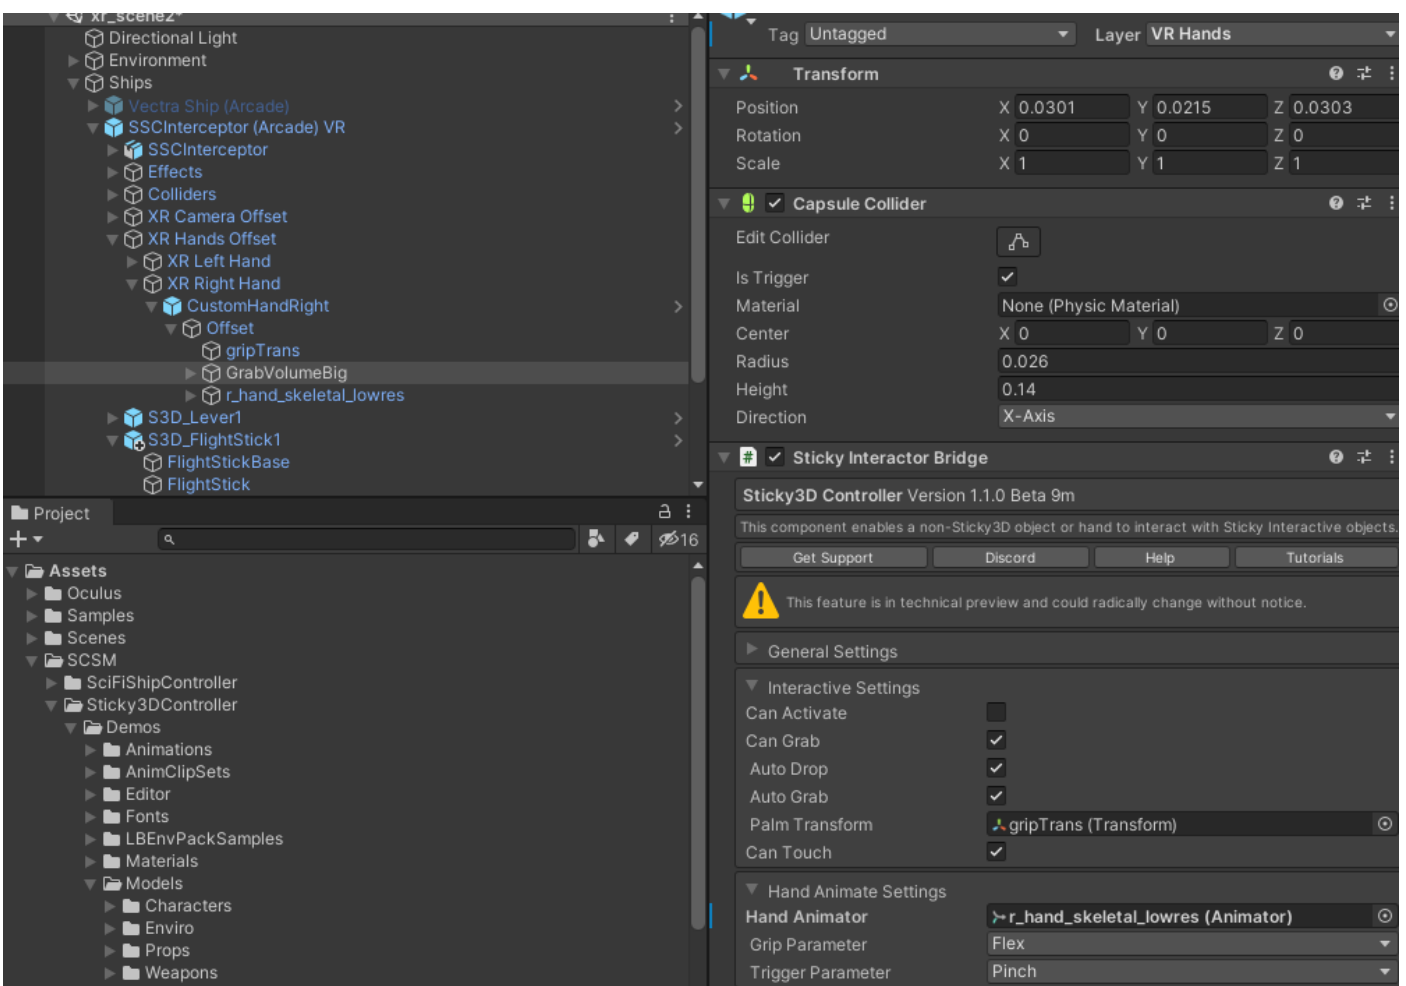 xr_scene2*
Directional Light
Environment
Ships
Vectra Ship (Arcade)
SSCInterceptor (Arcade) VR
SSCInterceptor
Effects
Colliders
XR Camera Offset
XR Hands Offset
XR Left Hand
XR Right Hand
CustomHandRight
Offset
gripTrans
GrabVolumeBig
r_hand_skeletal_lowres
S3D_Lever1
S3D_FlightStick1
FlightStickBase
FlightStick
Project
16
Assets
Oculus
Samples
Scenes
SCSM
SciFiShipController
Sticky3DController
Demos
Animations
AnimClipSets
Editor
Fonts
LBEnvPackSamples
Materials
Models
Characters
Enviro
Props
Weapons
Tag Untagged Layer VR Hands
Transform
Position X 0.0301 Y 0.0215 Z 0.0303
Rotation X 0 Y 0 Z 0
Scale X 1 Y 1 Z 1
Capsule Collider
Edit Collider
Is Trigger
Material None (Physic Material)
Center X 0 Y 0 Z 0
Radius 0.026
Height 0.14
Direction X-Axis
# Sticky Interactor Bridge
Sticky3D Controller Version 1.1.0 Beta 9m
This component enables a non-Sticky3D object or hand to interact with Sticky Interactive objects.
Get Support Discord Help Tutorials
This feature is in technical preview and could radically change without notice.
General Settings
Interactive Settings
Can Activate
Can Grab
Auto Drop
Auto Grab
Palm Transform gripTrans (Transform)
Can Touch
Hand Animate Settings
Hand Animator r_hand_skeletal_lowres (Animator)
Grip Parameter Flex
Trigger Parameter Pinch